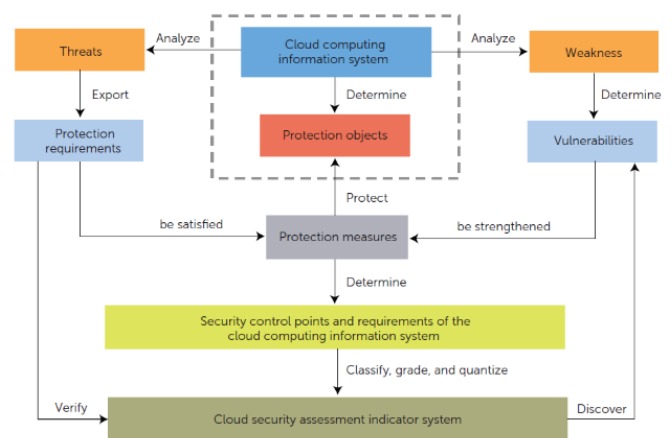 Threats
Analyze
Cloud computing
information system
Analyze
Weakness
Export
Determine
Determine
Protection
requirements
Protection objects
Vulnerabilities
Protect
be satisfied
Protection measures
be strengthened
Determine
Security control points and requirements of the
cloud computing information system
Classify, grade, and quantize
Verify
Cloud security assessment indicator system
Discover